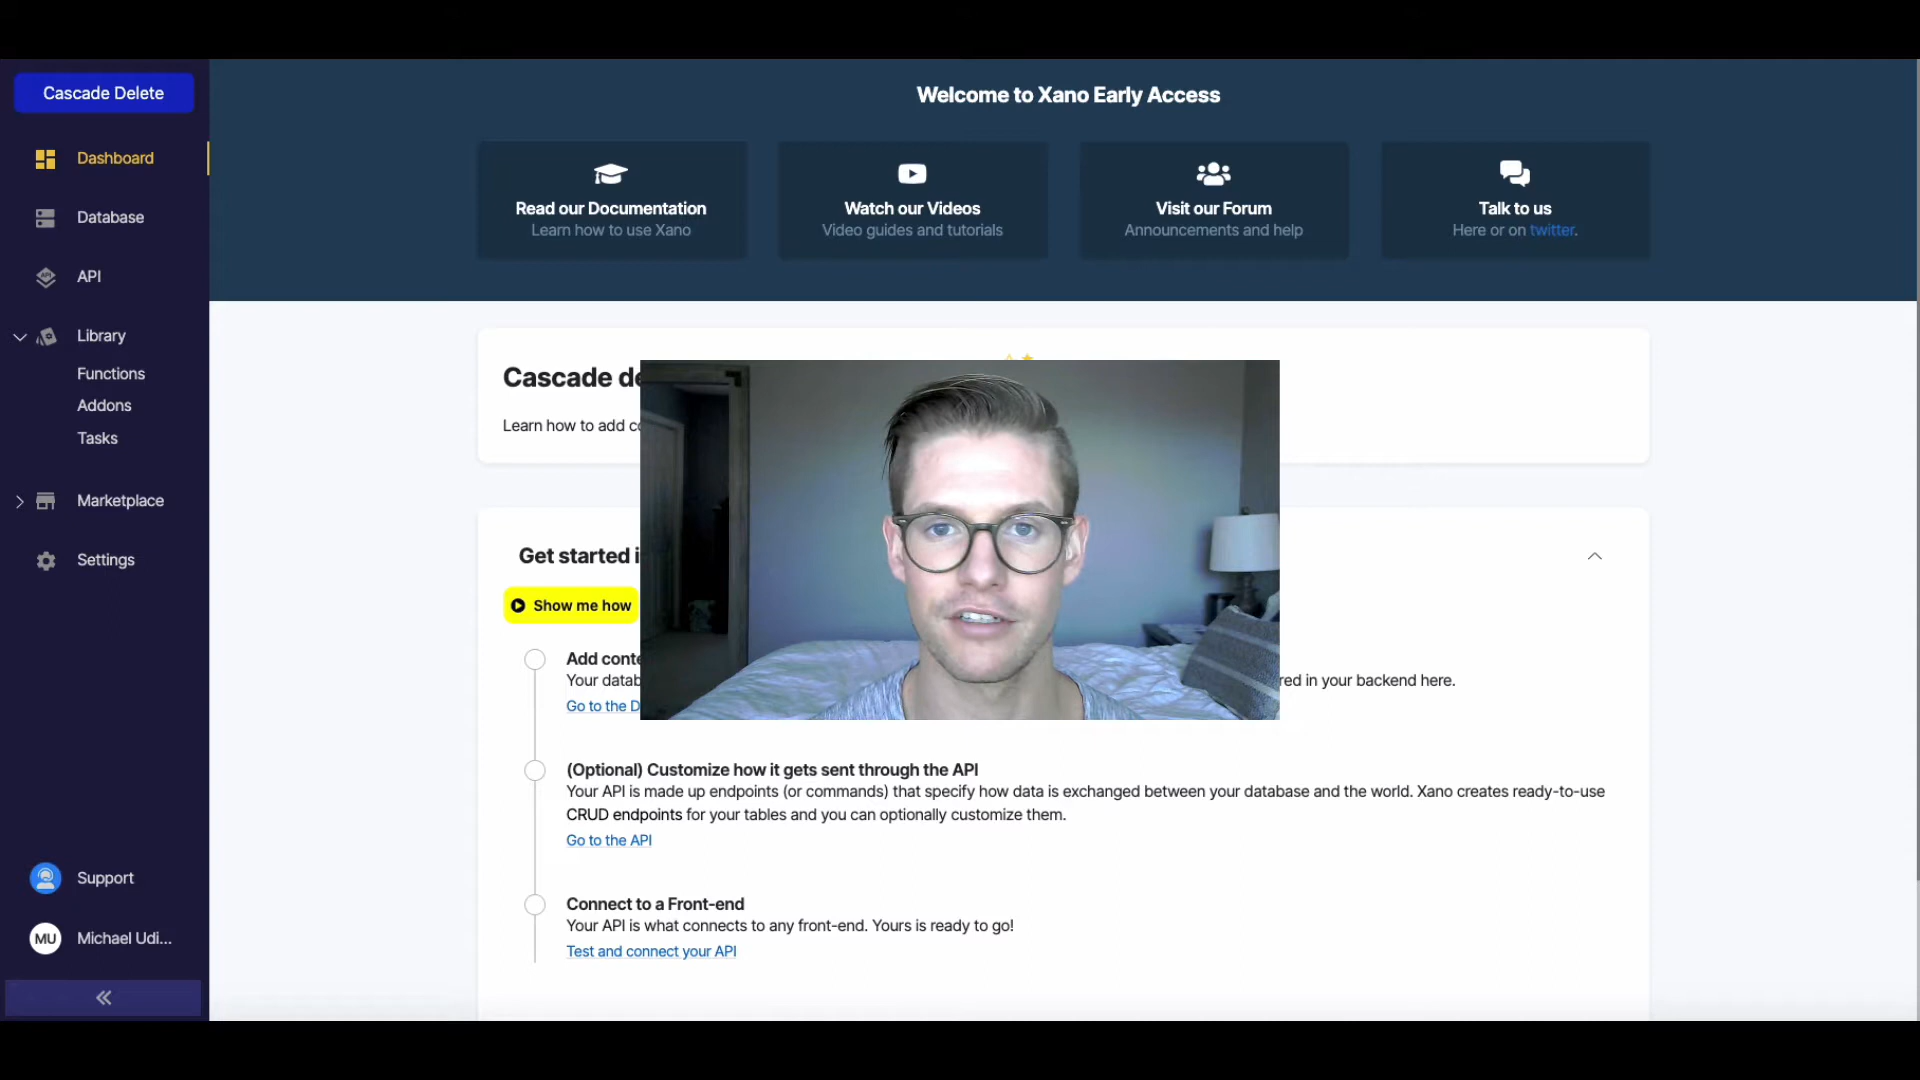 Cascade Delete
Dashboard
Database
API
Library
Functions
Addons
Tasks
Marketplace
Settings
Support
MU
Michael Udi...
Welcome to Xano Early Access
Read our Documentation
Learn how to use Xano
Watch our Videos
Video guides and tutorials
Visit our Forum
Announcements and help
Talk to us
Here or on twitter.
Cascade de
Learn how to add co
Get started i
Show me how
Add conte
Your datab
red in your backend here.
Go to the D
(Optional) Customize how it gets sent through the API
Your API is made up endpoints (or commands) that specify how data is exchanged between your database and the world. Xano creates ready-to-use
CRUD endpoints for your tables and you can optionally customize them.
Go to the API
Connect to a Front-end
Your API is what connects to any front-end. Yours is ready to go!
Test and connect your API